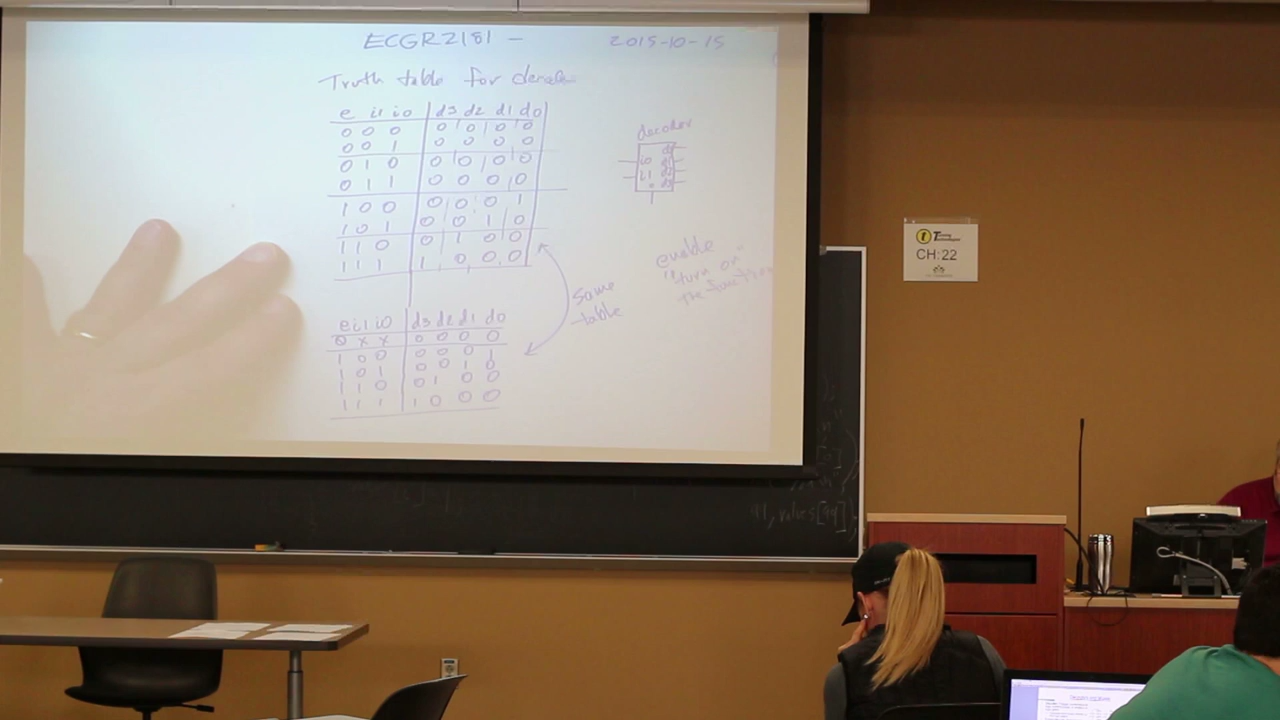 ECGR2181 - 2015-10-15
Truth table for decoder
e i1 i0 d3 d2 d1 d0
0 0 0 0 0 0 0
0 0 1 0 0 0 0
0 1 0 0 0 0 0
0 1 1 0 0 0 0
1 0 0 0 0 0 1
1 0 1 0 0 1 0
1 1 0 0 1 0 0
1 1 1 1 0 0 0
same
table
e i1 i0 d3 d2 d1 d0
0 x x 0 0 0 0
1 0 0 0 0 0 1
1 0 1 0 0 1 0
1 1 0 0 1 0 0
1 1 1 1 0 0 0
decoder
i0 d0
i1 d1
d2
e d3
enable
"turn on"
the function
Turning
Technologies
CH:22
91, values[99]